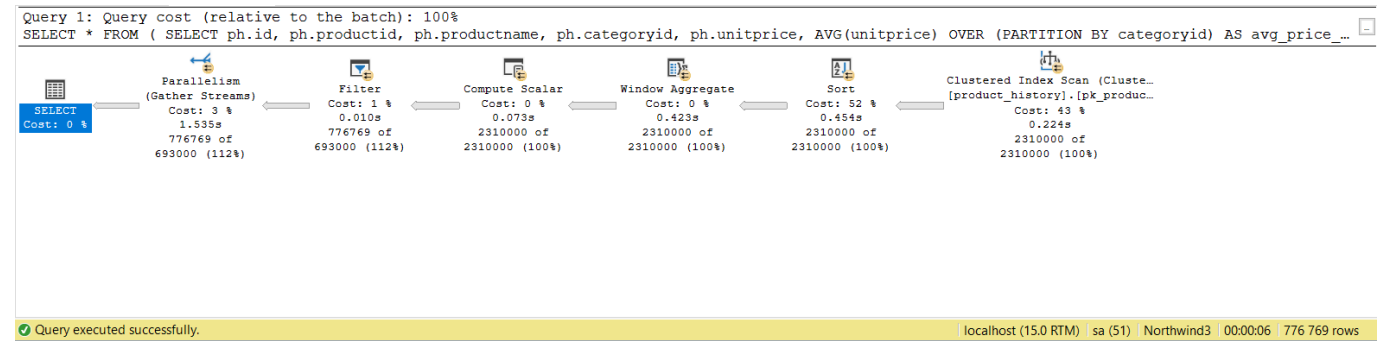 Query 1: Query cost (relative to the batch): 100%
SELECT * FROM ( SELECT ph.id, ph.productid, ph.productname, ph.categoryid, ph.unitprice, AVG(unitprice) OVER (PARTITION BY categoryid) AS avg_price_…
SELECT
Cost: 0 %
Parallelism
(Gather Streams)
Cost: 3 %
1.535s
776769 of
693000 (112%)
Filter
Cost: 1 %
0.010s
776769 of
693000 (112%)
Compute Scalar
Cost: 0 %
0.073s
2310000 of
2310000 (100%)
Window Aggregate
Cost: 0 %
0.423s
2310000 of
2310000 (100%)
Sort
Cost: 52 %
0.454s
2310000 of
2310000 (100%)
Clustered Index Scan (Cluste…
[product_history].[pk_produc…
Cost: 43 %
0.224s
2310000 of
2310000 (100%)
Query executed successfully.
localhost (15.0 RTM) sa (51) Northwind3 00:00:06 776 769 rows